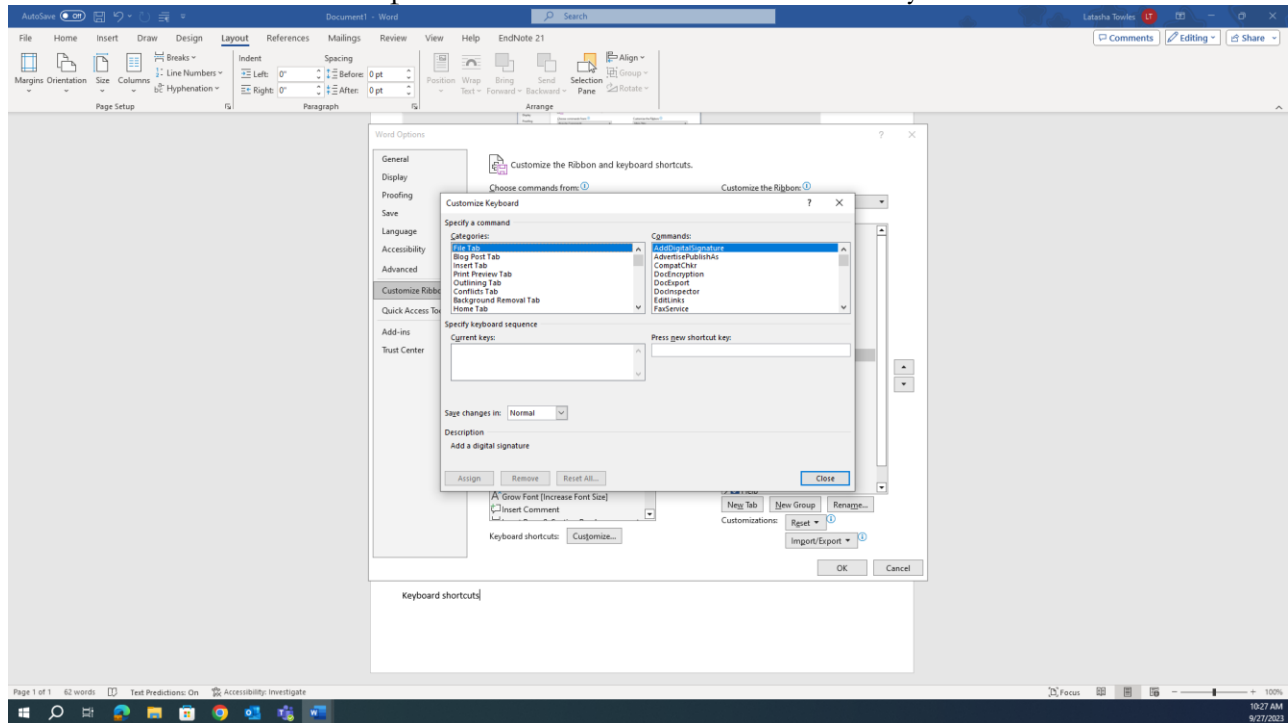 AutoSave Off Document1 - Word Search Latasha Towles LT
File Home Insert Draw Design Layout References Mailings Review View Help EndNote 21 Comments Editing Share
Margins Orientation Size Columns
Breaks
Line Numbers
Hyphenation
Page Setup
Indent Spacing
Left: 0" Before: 0 pt
Right: 0" After: 0 pt
Paragraph
Position Wrap Text Bring Forward Send Backward Selection Pane
Align
Group
Rotate
Arrange
Word Options ? ×
General
Display
Proofing
Save
Language
Accessibility
Advanced
Customize Ribbo
Quick Access Too
Add-ins
Trust Center
Customize the Ribbon and keyboard shortcuts.
Choose commands from: Customize the Ribbon:
Customize Keyboard ? ×
Specify a command
Categories: Commands:
File Tab AddDigitalSignature
Blog Post Tab AdvertisePublishAs
Insert Tab CompatChkr
Print Preview Tab DocEncryption
Outlining Tab DocExport
Conflicts Tab DocInspector
Background Removal Tab EditLinks
Home Tab FaxService
Specify keyboard sequence
Current keys: Press new shortcut key:
Save changes in: Normal
Description
Add a digital signature
Assign Remove Reset All... Close
Grow Font [Increase Font Size]
Insert Comment
New Tab New Group Rename...
Customizations: Reset
Import/Export
Keyboard shortcuts: Customize...
OK Cancel
Keyboard shortcuts
Page 1 of 1 62 words Text Predictions: On Accessibility: Investigate Focus 100%
10:27 AM
9/27/2023